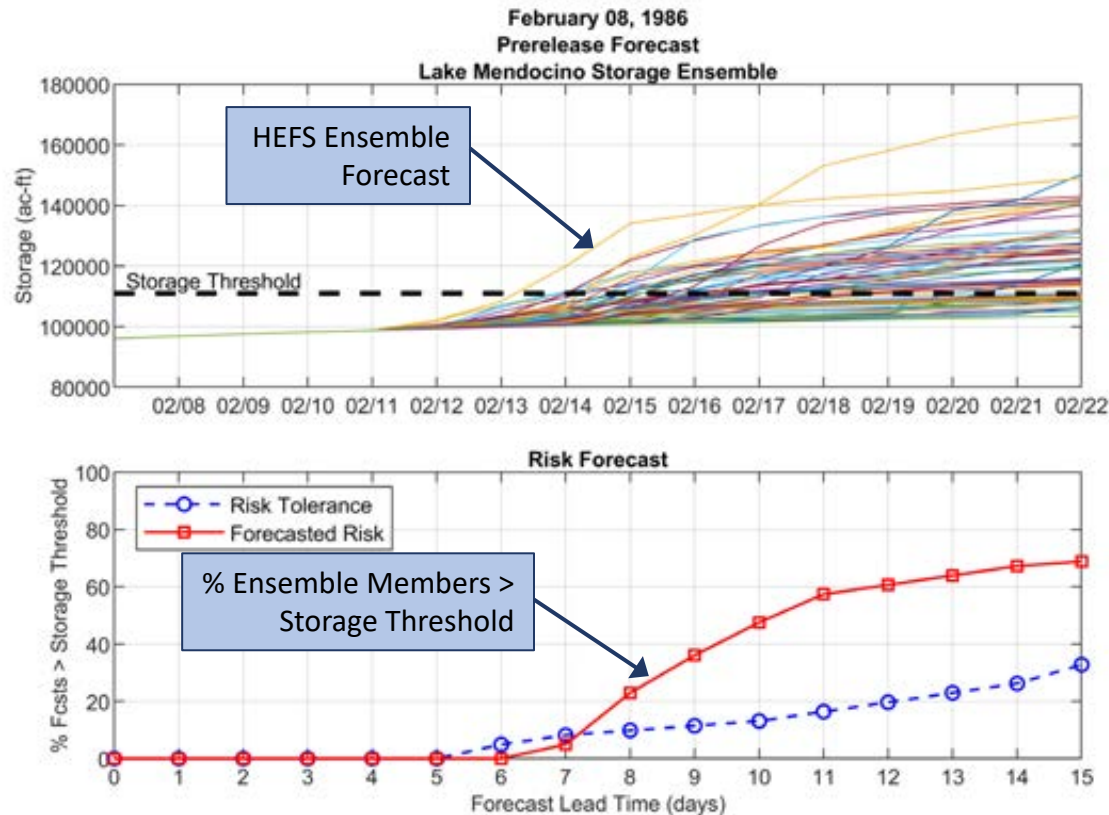 February 08, 1986
Prerelease Forecast
Lake Mendocino Storage Ensemble
180000
160000
140000
120000
100000
80000
Storage (ac-ft)
HEFS Ensemble
Forecast
Storage Threshold
02/08 02/09 02/10 02/11 02/12 02/13 02/14 02/15 02/16 02/17 02/18 02/19 02/20 02/21 02/22
Risk Forecast
100
80
60
40
20
0
% Fcsts > Storage Threshold
Risk Tolerance
Forecasted Risk
% Ensemble Members >
Storage Threshold
0 1 2 3 4 5 6 7 8 9 10 11 12 13 14 15
Forecast Lead Time (days)